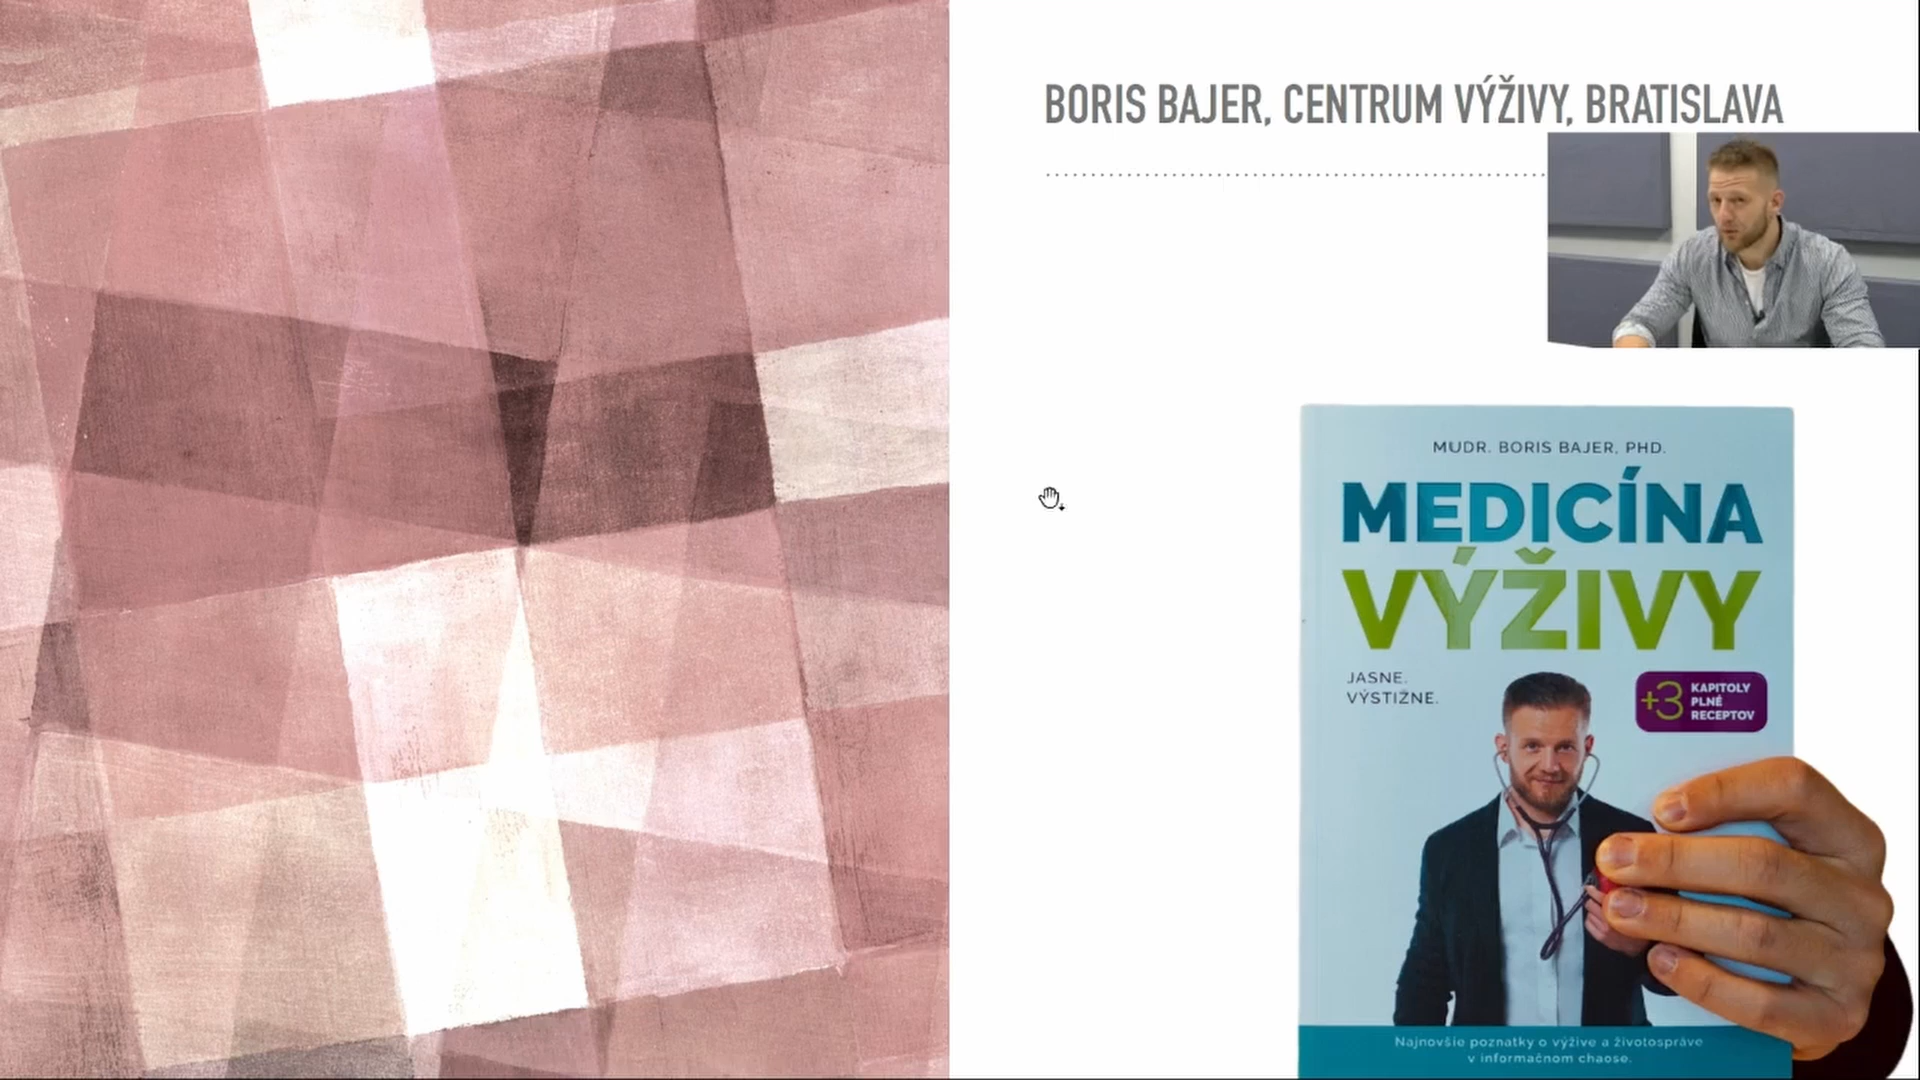 BORIS BAJER, CENTRUM VÝŽIVY, BRATISLAVA
MUDR. BORIS BAJER, PHD.
MEDICÍNA
VÝŽIVY
JASNE.
VÝSTIŽNE.
+3 KAPITOLY
PLNÉ
RECEPTOV
Najnovšie poznatky o výžive a životospráve
v informačnom chaose.